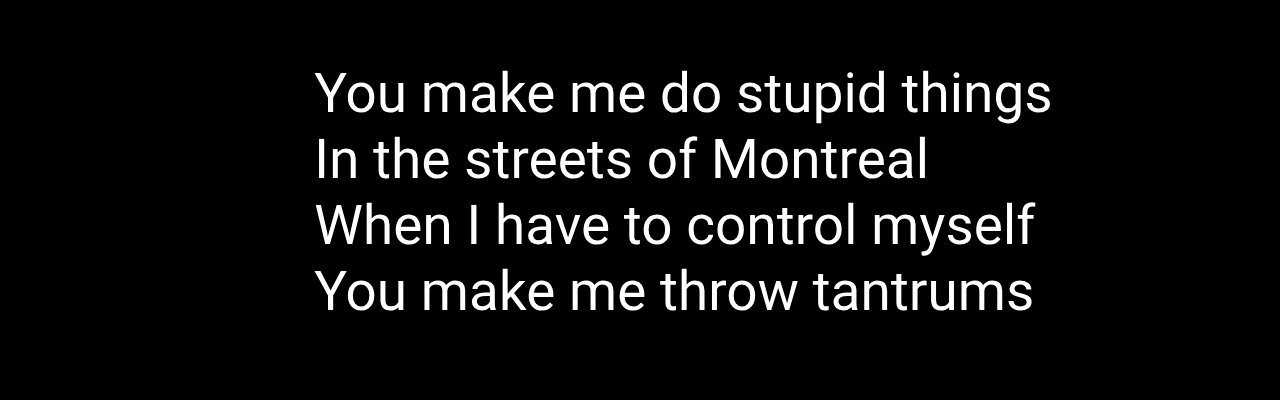 You make me do stupid things
In the streets of Montreal
When I have to control myself
You make me throw tantrums